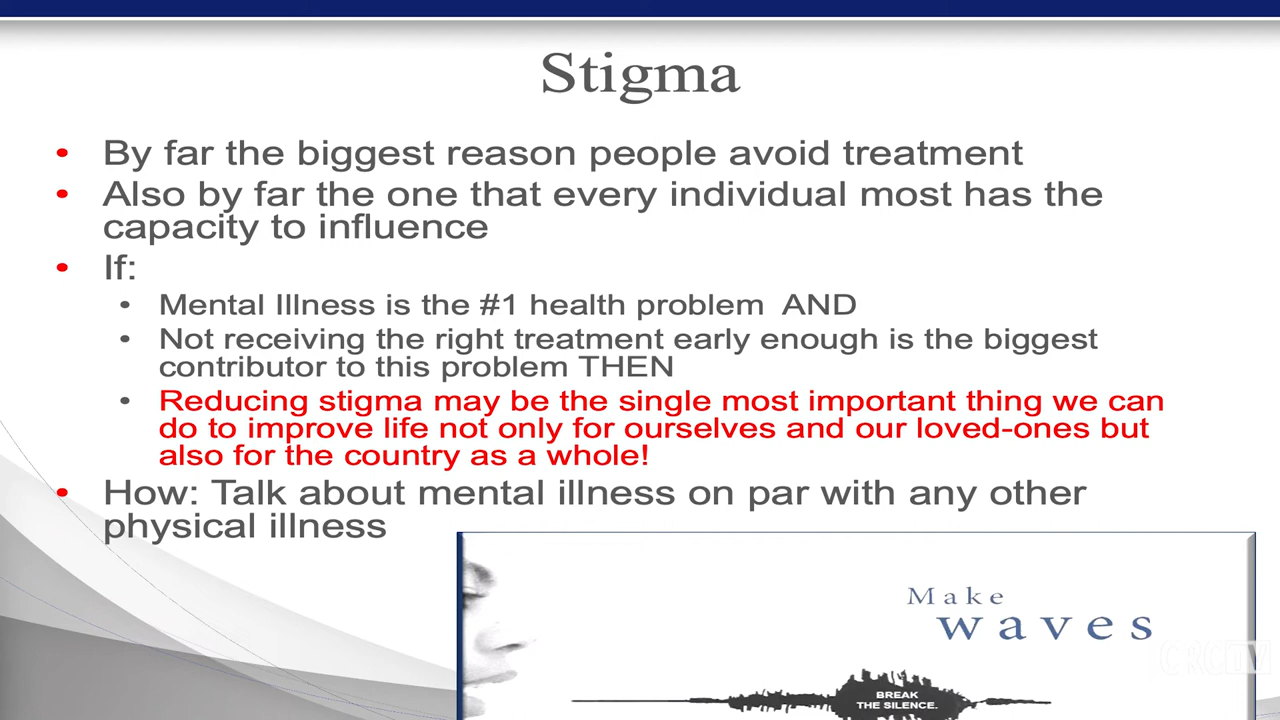 Stigma
• By far the biggest reason people avoid treatment
• Also by far the one that every individual most has the
capacity to influence
• If:
• Mental Illness is the #1 health problem AND
• Not receiving the right treatment early enough is the biggest
contributor to this problem THEN
• Reducing stigma may be the single most important thing we can
do to improve life not only for ourselves and our loved-ones but
also for the country as a whole!
• How: Talk about mental illness on par with any other
physical illness
Make
waves
BREAK
THE SILENCE.